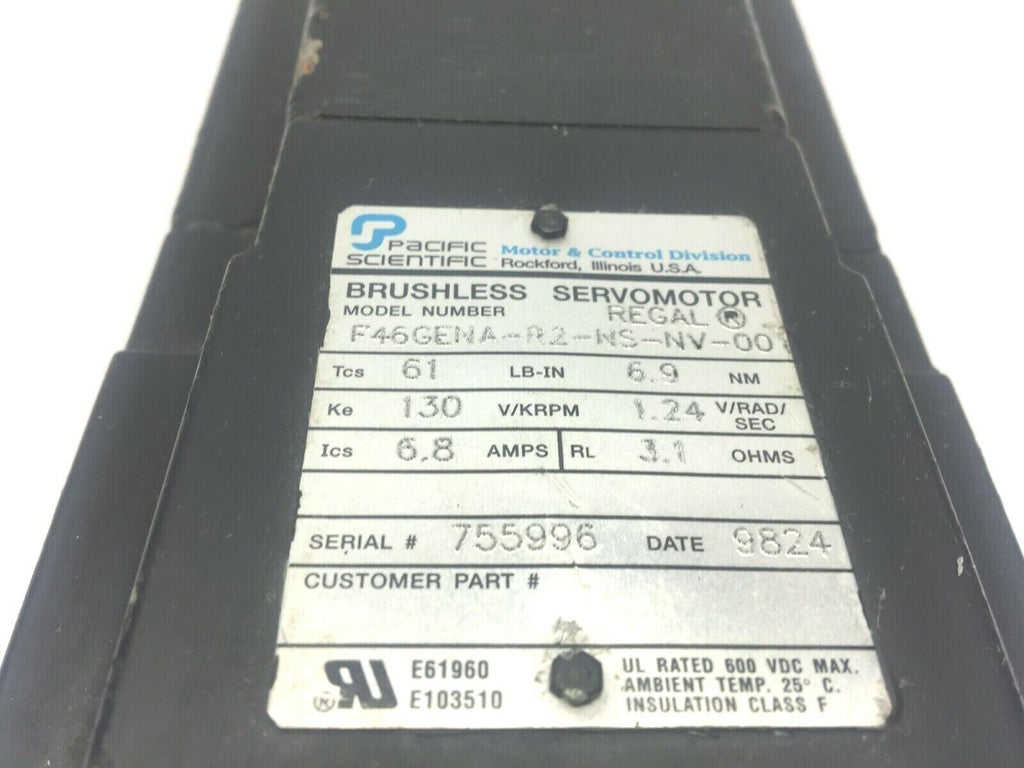 PACIFIC
SCIENTIFIC
Motor & Control Division
Rockford, Illinois U.S.A.
BRUSHLESS SERVOMOTOR
MODEL NUMBER REGAL ®
F46GENA-R2-NS-NV-00
Tcs 61 LB-IN 6.9 NM
Ke 130 V/KRPM 1.24 V/RAD/
SEC
Ics 6.8 AMPS RL 3.1 OHMS
SERIAL # 755996 DATE 9824
CUSTOMER PART #
RU ® E61960
E103510
UL RATED 600 VDC MAX.
AMBIENT TEMP. 25° C.
INSULATION CLASS F